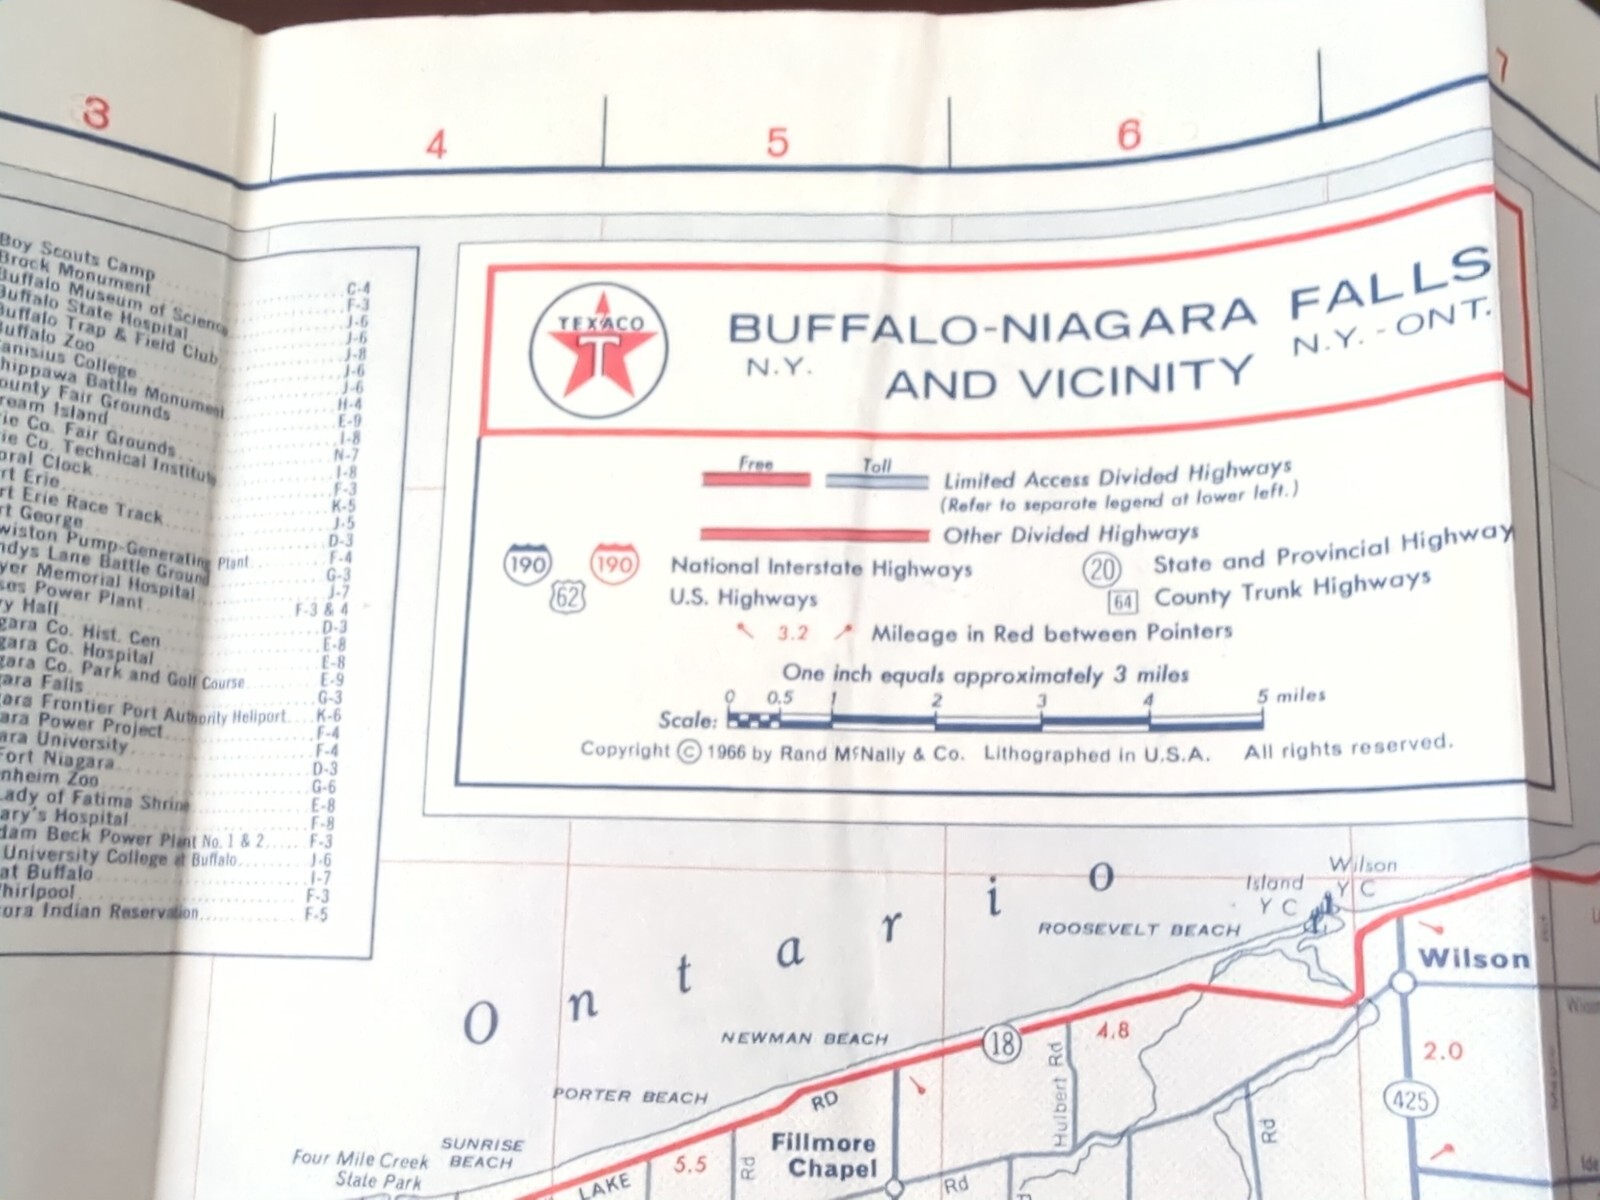 3 4 5 6 7
Boy Scouts Camp C-4
Brock Monument F-3
Buffalo Museum of Science J-6
Buffalo State Hospital J-6
Buffalo Trap & Field Club J-8
Buffalo Zoo J-6
anisius College J-6
hippawa Battle Monument H-4
ounty Fair Grounds E-9
ream Island I-8
ie Co. Fair Grounds N-7
ie Co. Technical Institute I-8
oral Clock F-3
rt Erie K-5
rt Erie Race Track J-5
rt George D-3
wiston Pump-Generating Plant F-4
ndys Lane Battle Ground G-3
yer Memorial Hospital J-7
ses Power Plant F-3 & 4
ry Hall D-3
gara Co. Hist. Cen E-8
gara Co. Hospital E-8
gara Co. Park and Golf Course E-9
gara Falls G-3
gara Frontier Port Authority Heliport K-6
ara Power Project F-4
ara University F-4
Fort Niagara D-3
nheim Zoo G-6
Lady of Fatima Shrine E-8
ary's Hospital F-8
dam Beck Power Plant No. 1 & 2 F-3
University College at Buffalo J-6
at Buffalo I-7
hirlpool F-3
ora Indian Reservation F-5
TEXACO
T
BUFFALO-NIAGARA FALLS
N.Y. AND VICINITY N.Y.-ONT.
Free Toll Limited Access Divided Highways
(Refer to separate legend at lower left.)
Other Divided Highways
190 190 National Interstate Highways 20 State and Provincial Highway
62 U.S. Highways 64 County Trunk Highways
3.2 Mileage in Red between Pointers
One inch equals approximately 3 miles
0 0.5 1 2 3 4 5 miles
Scale:
Copyright © 1966 by Rand McNally & Co. Lithographed in U.S.A. All rights reserved.
Ontario
Wilson
Y C
Island
Y C
ROOSEVELT BEACH
Wilson
NEWMAN BEACH
18
4.8
2.0
Hulbert Rd
PORTER BEACH
RD
425
Rd
SUNRISE
BEACH
Fillmore
Chapel
Four Mile Creek
State Park
5.5
Rd
LAKE
Rd